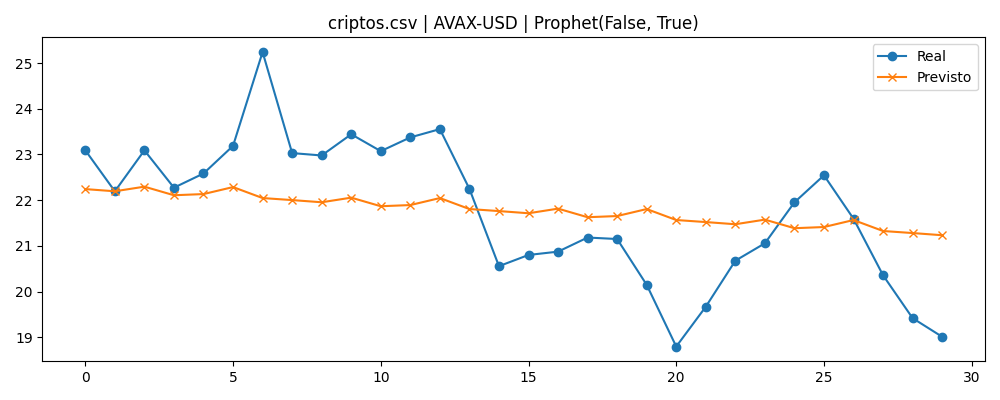 criptos.csv | AVAX-USD | Prophet(False, True)
Real
Previsto
25
24
23
22
21
20
19
0 5 10 15 20 25 30